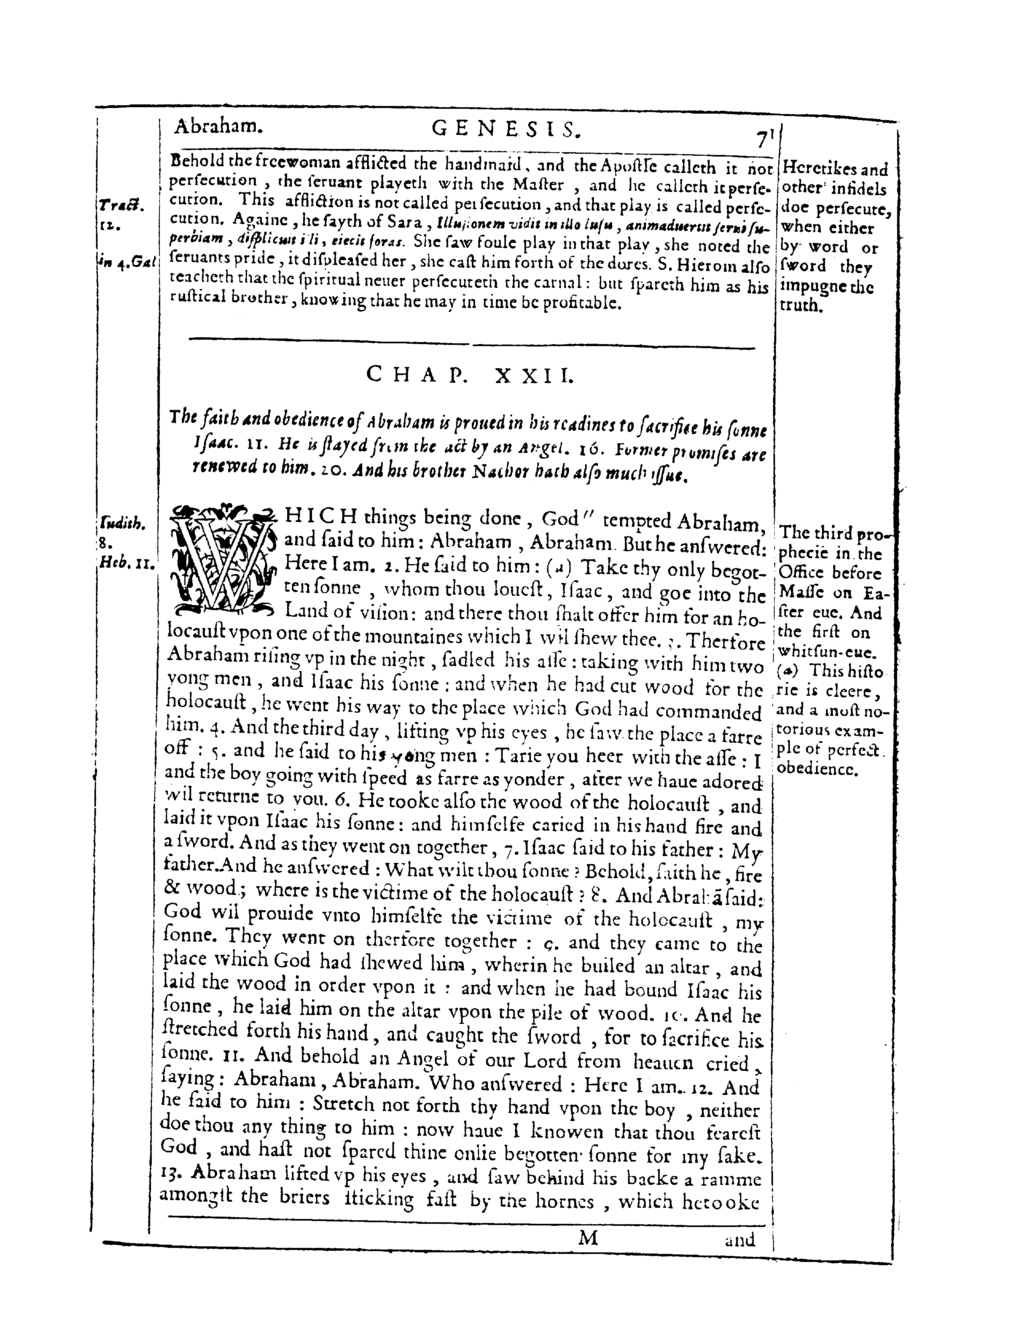 Abraham. GENESIS. 71
Behold the freewoman afflicted the handmaid, and the Apostle calleth it not
persecution, the seruant playeth with the Master, and he calleth it perse-
cution. This affliction is not called persecution, and that play is called perse-
cution. Againe, he sayth of Sara, Illusionem vidit in illo lusu, animaduertit serui su-
perbiam, displicuit illi, eiecit foras. She saw foule play in that play, she noted the
seruants pride, it displeased her, she cast him forth of the dores. S. Hierom also
teacheth that the spiritual neuer persecuteth the carnal: but spareth him as his
rustical brother, knowing that he may in time be profitable.
Tract.
12.
in 4. Gal
Heretikes and
other infidels
doe persecute,
when either
by word or
sword they
impugne the
truth.
CHAP. XXII.
The faith and obedience of Abraham is proued in his readines to sacrifice his sonne
Isaac. 11. He is stayed from the act by an Angel. 16. Former promises are
renewed to him. 20. And his brother Nachor hath also much issue.
WHICH things being done, God" tempted Abraham,
and said to him: Abraham, Abraham. But he answered:
Here I am. 2. He said to him: (a) Take thy only begot-
ten sonne, whom thou louest, Isaac, and goe into the
Land of vision: and there thou shalt offer him for an ho-
locaust vpon one of the mountaines which I wil shew thee. 3. Therfore
Abraham rising vp in the night, sadled his asse: taking with him two
yong men, and Isaac his sonne: and when he had cut wood for the
holocaust, he went his way to the place which God had commanded
him. 4. And the third day, lifting vp his eyes, he saw the place a farre
off: 5. and he said to his yong men: Tarie you heer with the asse: I
and the boy going with speed as farre as yonder, after we haue adored
wil returne to you. 6. He tooke also the wood of the holocaust, and
laid it vpon Isaac his sonne: and himselfe caried in his hand fire and
a sword. And as they went on together, 7. Isaac said to his father: My
father. And he answered: What wilt thou sonne? Behold, saith he, fire
& wood; where is the victime of the holocaust? 8. And Abrahã said:
God wil prouide vnto himselfe the victime of the holocaust, my
sonne. They went on therfore together: 9. and they came to the
place which God had shewed him, wherin he builed an altar, and
laid the wood in order vpon it: and when he had bound Isaac his
sonne, he laid him on the altar vpon the pile of wood. 10. And he
stretched forth his hand, and caught the sword, for to sacrifice his
sonne. 11. And behold an Angel of our Lord from heauen cried,
saying: Abraham, Abraham. Who answered: Here I am. 12. And
he said to him: Stretch not forth thy hand vpon the boy, neither
doe thou any thing to him: now haue I knowen that thou fearest
God, and hast not spared thine onlie begotten sonne for my sake.
13. Abraham lifted vp his eyes, and saw behind his backe a ramme
amongst the briers sticking fast by the hornes, which he tooke
Iudith.
8.
Heb. 11.
The third pro-
phecie in the
Office before
Masse on Ea-
ster eue. And
the first on
whitsun-eue.
(a) This histo
rie is cleere,
and a most no-
torious exam-
ple of perfect
obedience.
M and